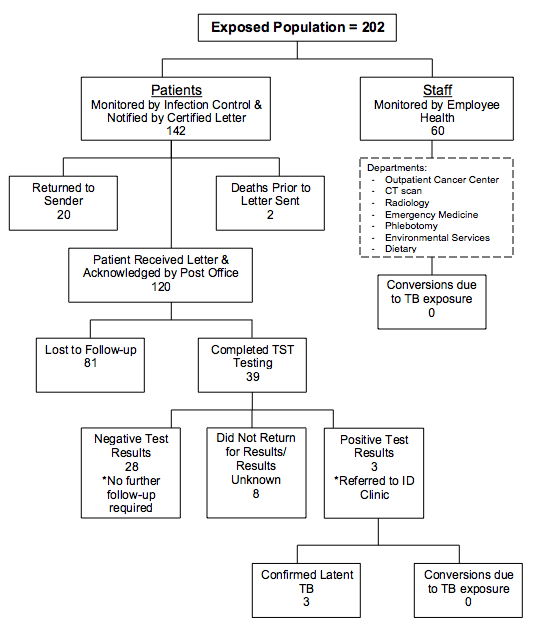 Exposed Population = 202
Patients
Monitored by Infection Control &
Notified by Certified Letter
142
Staff
Monitored by Employee
Health
60
Departments:
- Outpatient Cancer Center
- CT scan
- Radiology
- Emergency Medicine
- Phlebotomy
- Environmental Services
- Dietary
Returned to
Sender
20
Deaths Prior to
Letter Sent
2
Patient Received Letter &
Acknowledged by Post Office
120
Conversions due
to TB exposure
0
Lost to Follow-up
81
Completed TST
Testing
39
Negative Test
Results
28
*No further
follow-up
required
Did Not Return
for Results/
Results
Unknown
8
Positive Test
Results
3
*Referred to ID
Clinic
Confirmed Latent
TB
3
Conversions due
to TB exposure
0